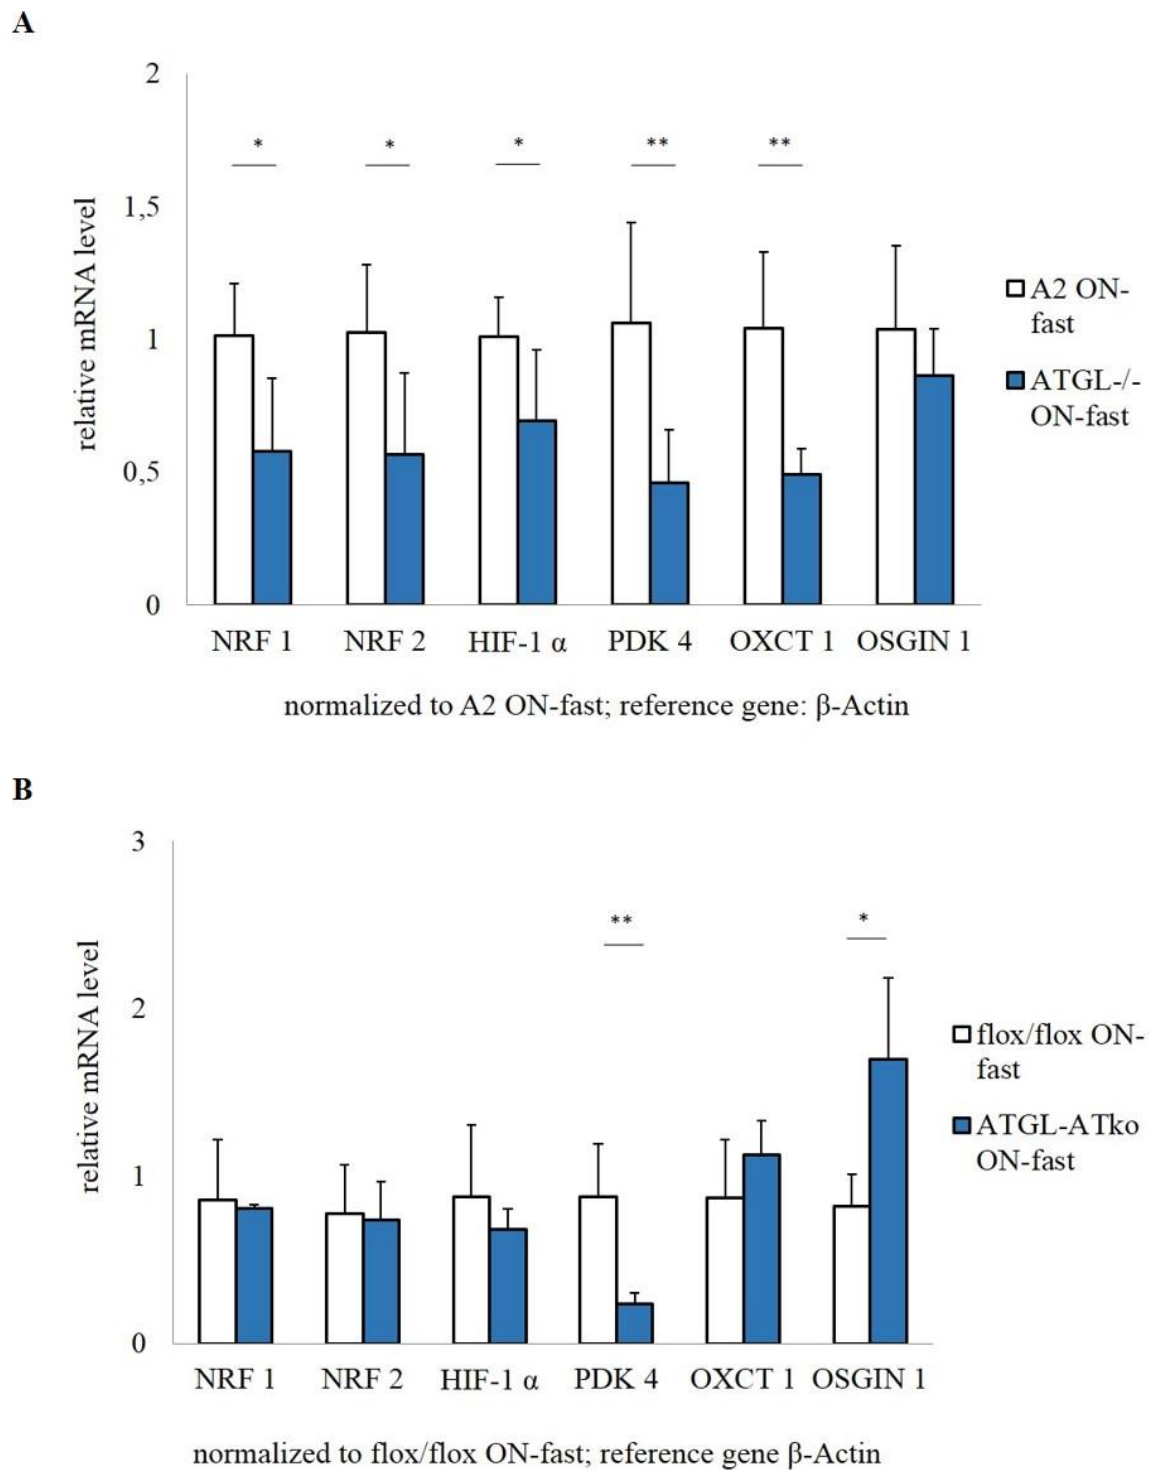 A
2
* * * ** **
1,5
relative mRNA level
A2 ON-
fast
1
ATGL-/-
ON-fast
0,5
0
NRF 1 NRF 2 HIF-1 α PDK 4 OXCT 1 OSGIN 1
normalized to A2 ON-fast; reference gene: β-Actin
B
3
** *
relative mRNA level
2
flox/flox ON-
fast
1
ATGL-ATko
ON-fast
0
NRF 1 NRF 2 HIF-1 α PDK 4 OXCT 1 OSGIN 1
normalized to flox/flox ON-fast; reference gene β-Actin